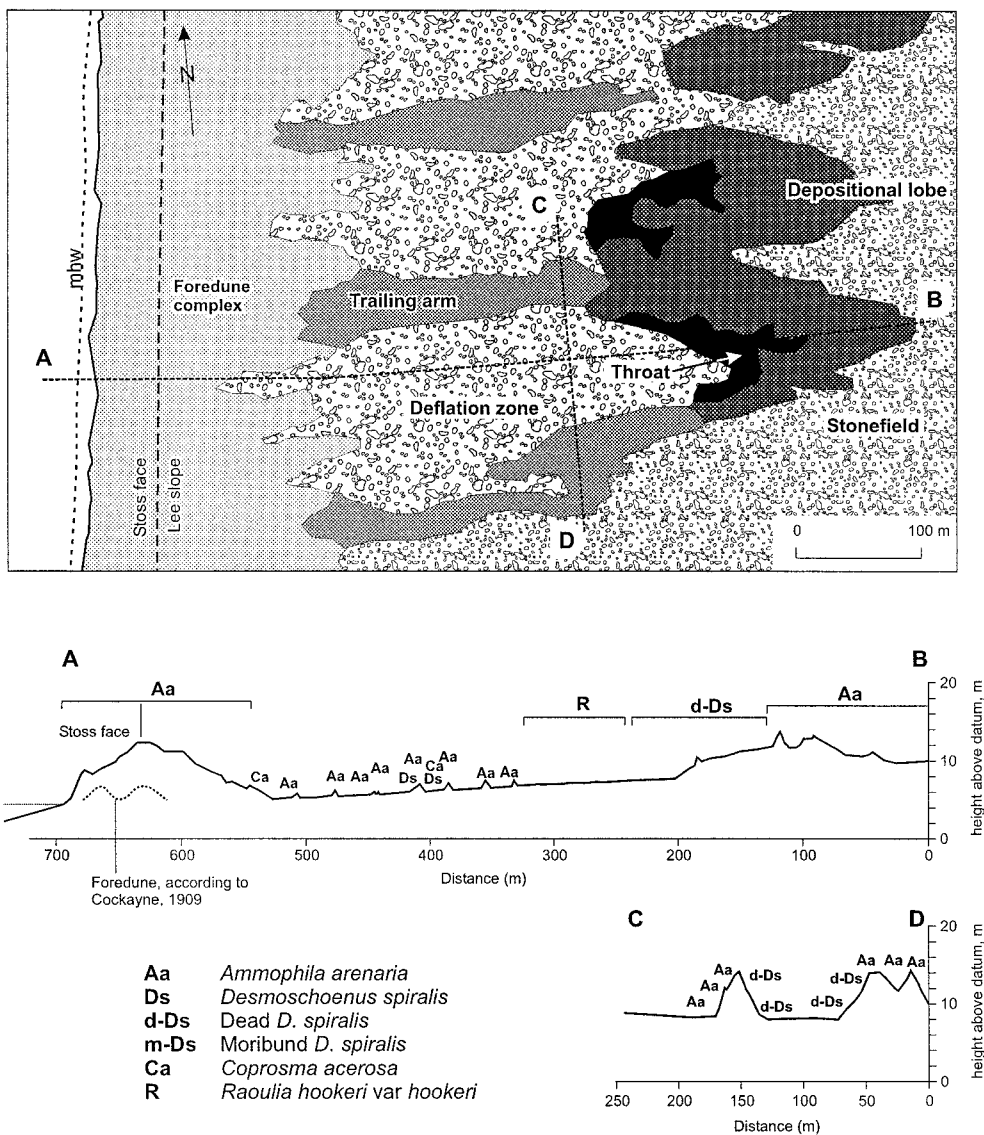 N
mhw
A
Foredune
complex
Stoss face
Lee slope
Trailing arm
Deflation zone
C
D
Throat
Depositional lobe
B
Stonefield
0 100 m
A B
Aa R d-Ds Aa
Stoss face
Ca Aa Aa Aa Aa Aa Ds Ca Ds Aa Aa Aa
20
10
0
height above datum, m
700 600 500 400 300 200 100 0
Distance (m)
Foredune, according to
Cockayne, 1909
C D
Aa Aa Aa d-Ds d-Ds d-Ds d-Ds Aa Aa Aa
20
10
0
height above datum, m
250 200 150 100 50 0
Distance (m)
Aa Ammophila arenaria
Ds Desmoschoenus spiralis
d-Ds Dead D. spiralis
m-Ds Moribund D. spiralis
Ca Coprosma acerosa
R Raoulia hookeri var hookeri